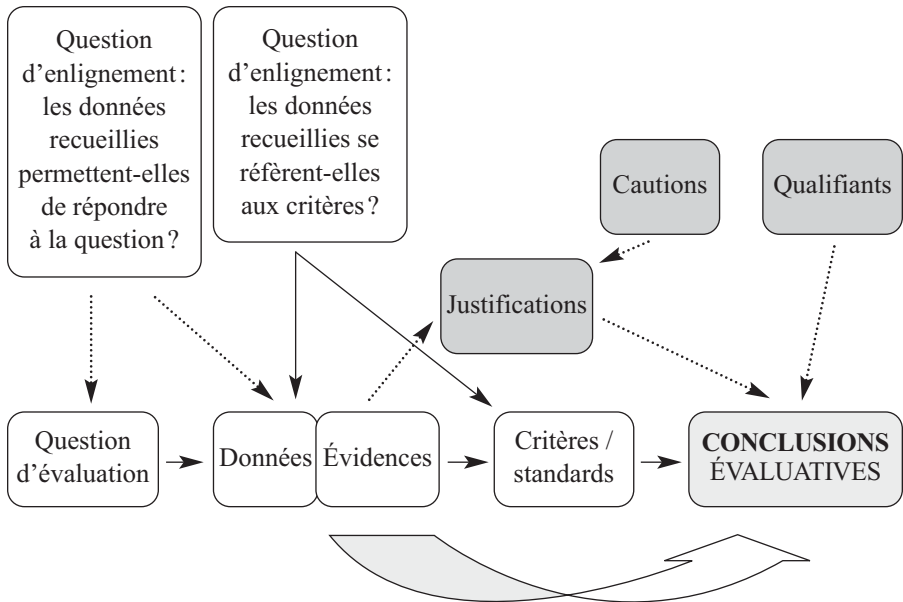 Question
d’enlignement :
les données
recueillies
permettent-elles
de répondre
à la question ?
Question
d’enlignement :
les données
recueillies se
réfèrent-elles
aux critères ?
Cautions
Qualifiants
Justifications
Question
d’évaluation
Données
Évidences
Critères /
standards
CONCLUSIONS
ÉVALUATIVES